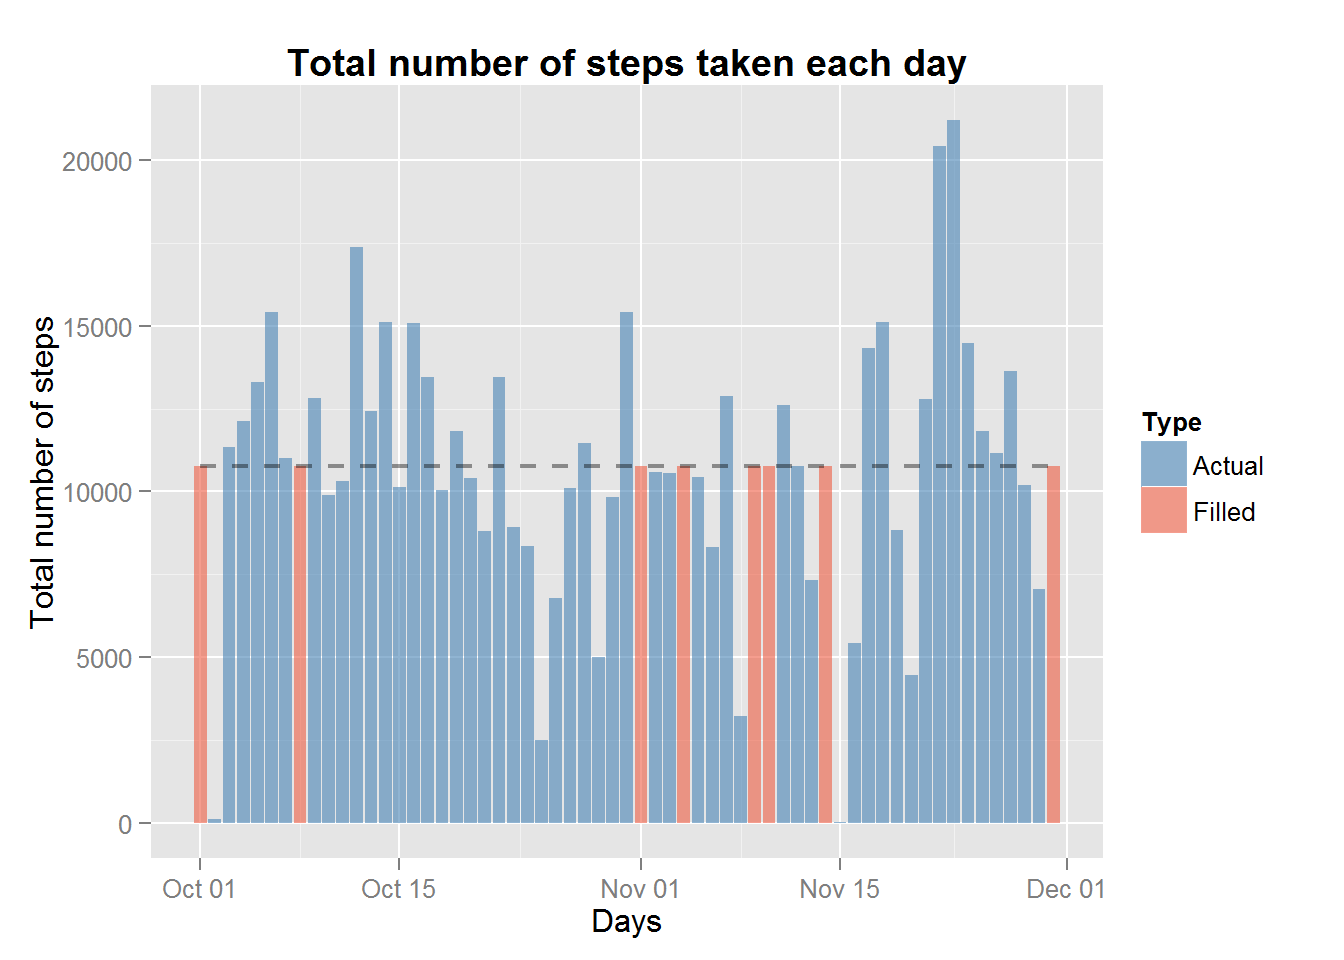 Total number of steps taken each day
Total number of steps
20000
15000
10000
5000
0
Oct 01
Oct 15
Nov 01
Nov 15
Dec 01
Days
Type
Actual
Filled